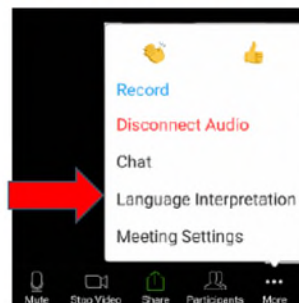 Record
Disconnect Audio
Chat
Language Interpretation
Meeting Settings
Mute Stop Video Share Participants More